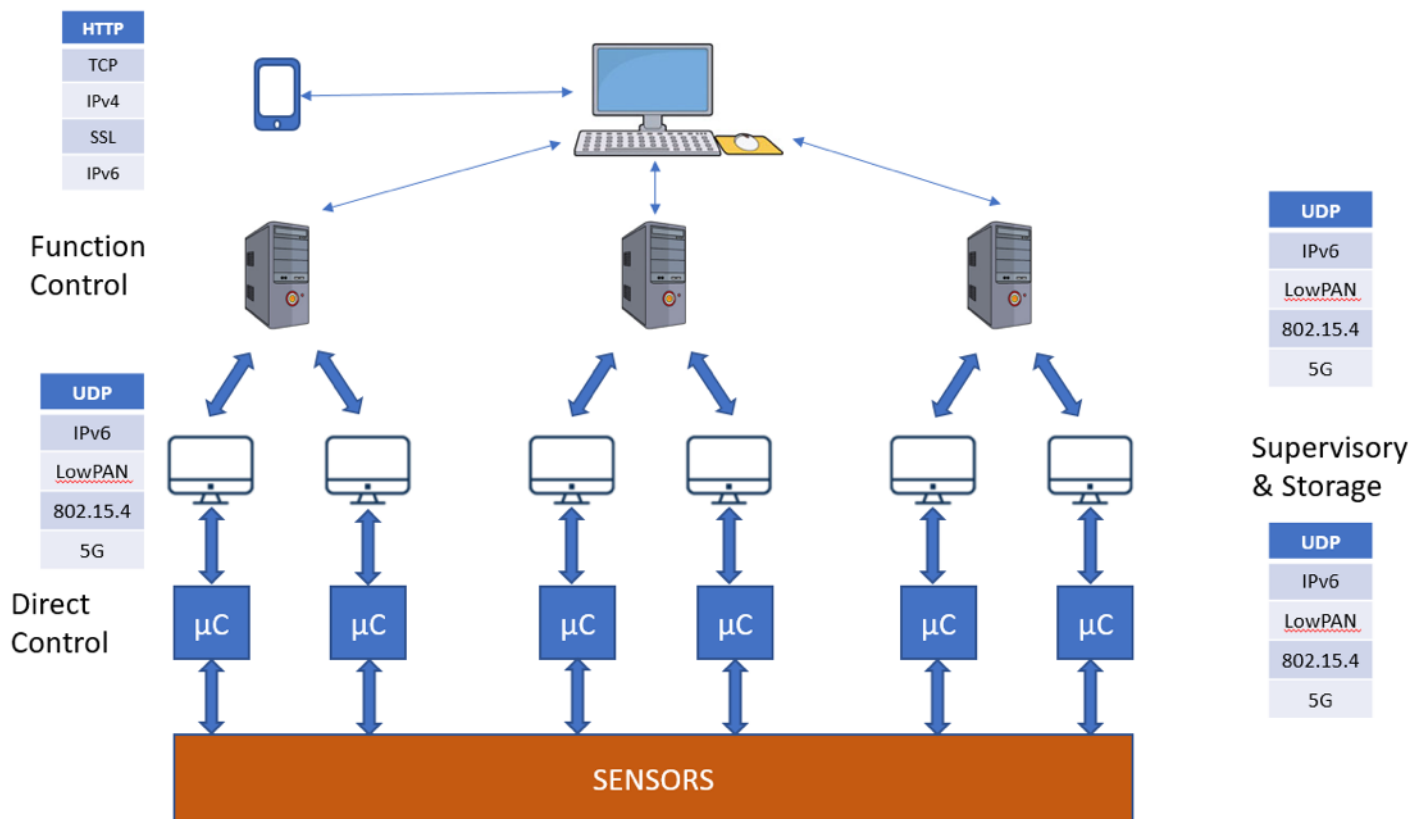 HTTP
TCP
IPv4
SSL
IPv6
Function
Control
UDP
IPv6
LowPAN
802.15.4
5G
UDP
IPv6
LowPAN
802.15.4
5G
Supervisory
& Storage
Direct
Control
µC
µC
µC
µC
µC
µC
UDP
IPv6
LowPAN
802.15.4
5G
SENSORS